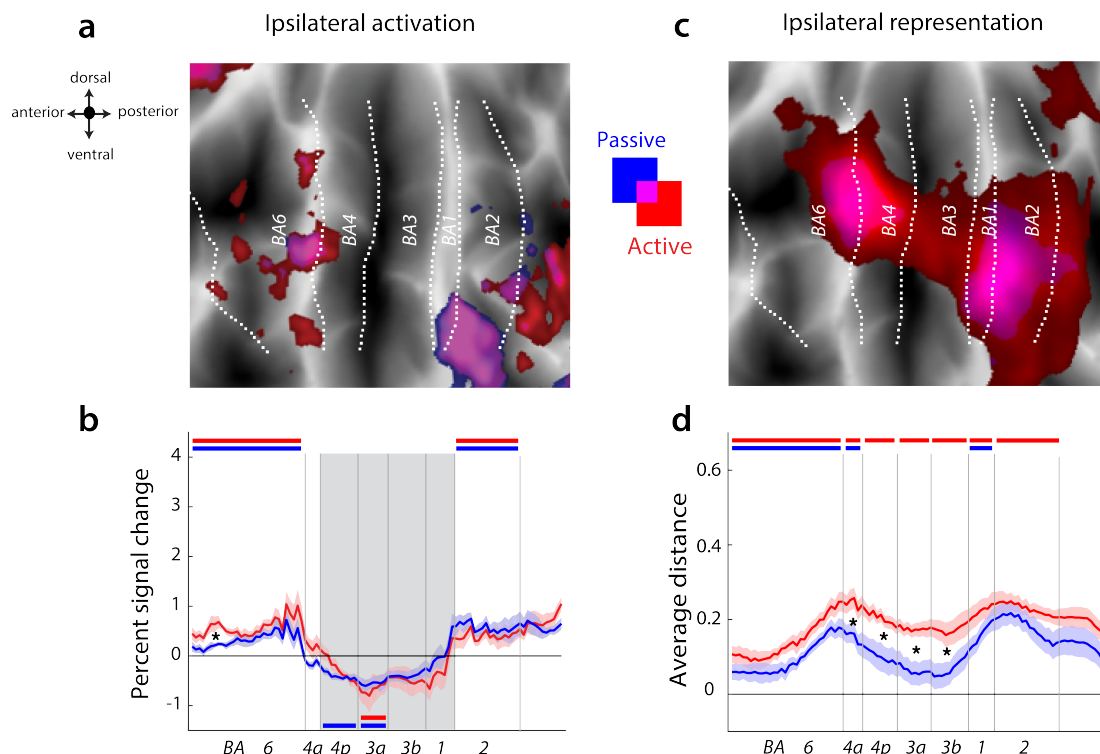 a
Ipsilateral activation
c
Ipsilateral representation
dorsal
anterior
posterior
ventral
BA6
BA4
BA3
BA1
BA2
Passive
Active
BA6
BA4
BA3
BA1
BA2
b
Percent signal change
4
3
2
1
0
-1
*
BA 6 4a 4p 3a 3b 1 2
d
Average distance
0.6
0.4
0.2
0
* * * *
BA 6 4a 4p 3a 3b 1 2